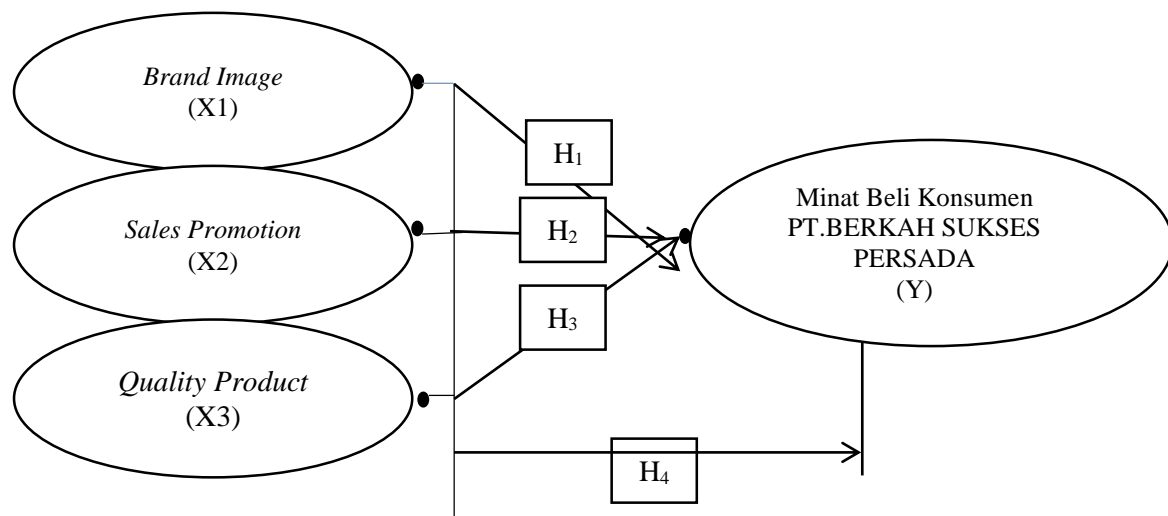 Brand Image
(X1)
Sales Promotion
(X2)
Quality Product
(X3)
H₁
H₂
H₃
H₄
Minat Beli Konsumen
PT.BERKAH SUKSES
PERSADA
(Y)